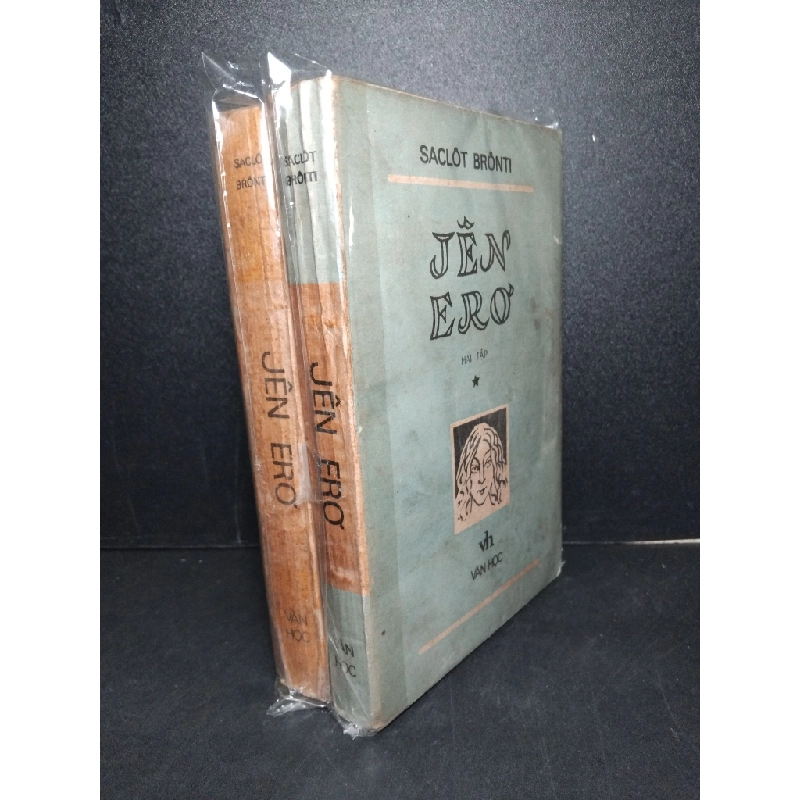 SACLÔT
BRÔNTI
JÊN ERƠ
VĂN
HỌC
SACLÔT
BRÔNTI
JÊN ERƠ
VĂN
HỌC
SACLÔT BRÔNTI
JÊN
ERƠ
HAI TẬP
vh
VĂN HỌC